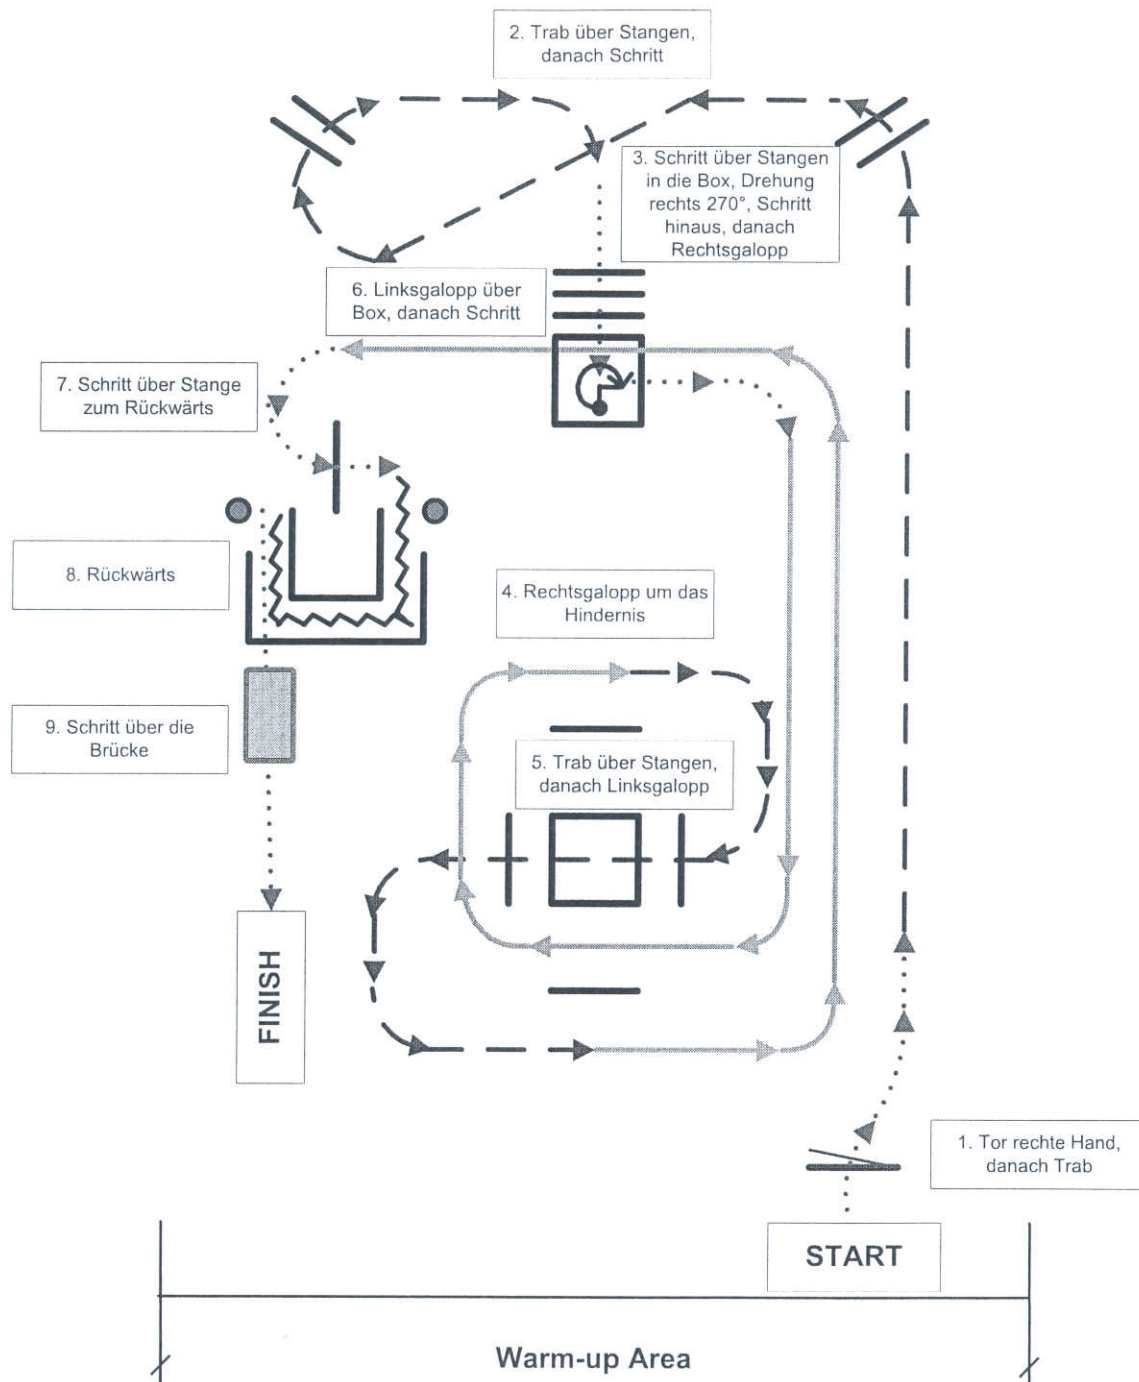 2. Trab über Stangen,
danach Schritt
3. Schritt über Stangen
in die Box, Drehung
rechts 270°, Schritt
hinaus, danach
Rechtsgalopp
6. Linksgalopp über
Box, danach Schritt
7. Schritt über Stange
zum Rückwärts
8. Rückwärts
4. Rechtsgalopp um das
Hindernis
9. Schritt über die
Brücke
5. Trab über Stangen,
danach Linksgalopp
FINISH
1. Tor rechte Hand,
danach Trab
START
Warm-up Area